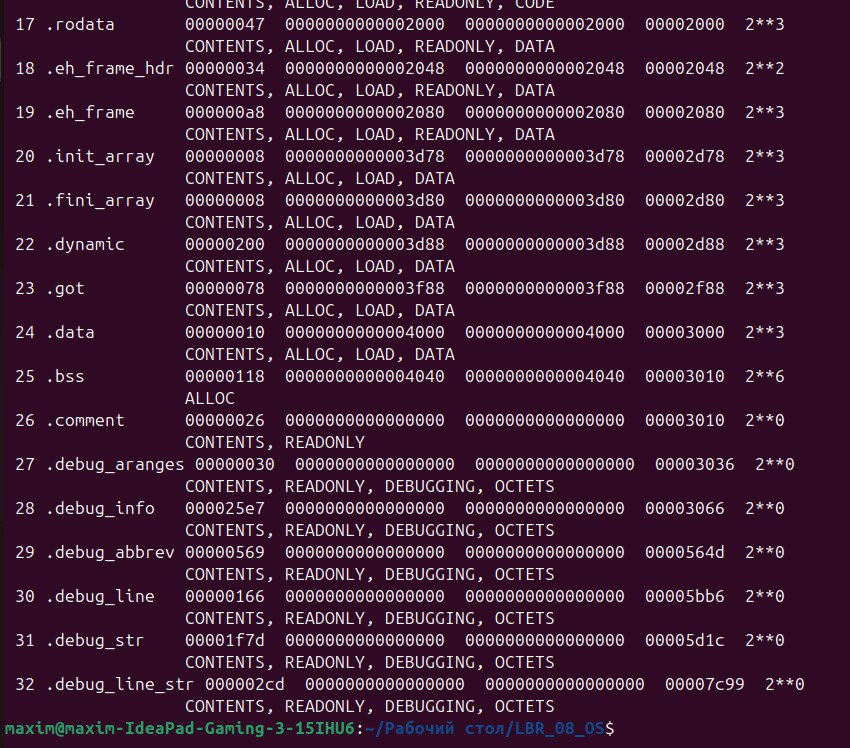 CONTENTS, ALLOC, LOAD, READONLY, CODE
17 .rodata 00000047 0000000000002000 0000000000002000 00002000 2**3
CONTENTS, ALLOC, LOAD, READONLY, DATA
18 .eh_frame_hdr 00000034 0000000000002048 0000000000002048 00002048 2**2
CONTENTS, ALLOC, LOAD, READONLY, DATA
19 .eh_frame 000000a8 0000000000002080 0000000000002080 00002080 2**3
CONTENTS, ALLOC, LOAD, READONLY, DATA
20 .init_array 00000008 0000000000003d78 0000000000003d78 00002d78 2**3
CONTENTS, ALLOC, LOAD, DATA
21 .fini_array 00000008 0000000000003d80 0000000000003d80 00002d80 2**3
CONTENTS, ALLOC, LOAD, DATA
22 .dynamic 00000200 0000000000003d88 0000000000003d88 00002d88 2**3
CONTENTS, ALLOC, LOAD, DATA
23 .got 00000078 0000000000003f88 0000000000003f88 00002f88 2**3
CONTENTS, ALLOC, LOAD, DATA
24 .data 00000010 0000000000004000 0000000000004000 00003000 2**3
CONTENTS, ALLOC, LOAD, DATA
25 .bss 00000118 0000000000004040 0000000000004040 00003010 2**6
ALLOC
26 .comment 00000026 0000000000000000 0000000000000000 00003010 2**0
CONTENTS, READONLY
27 .debug_aranges 00000030 0000000000000000 0000000000000000 00003036 2**0
CONTENTS, READONLY, DEBUGGING, OCTETS
28 .debug_info 000025e7 0000000000000000 0000000000000000 00003066 2**0
CONTENTS, READONLY, DEBUGGING, OCTETS
29 .debug_abbrev 00000569 0000000000000000 0000000000000000 0000564d 2**0
CONTENTS, READONLY, DEBUGGING, OCTETS
30 .debug_line 00000166 0000000000000000 0000000000000000 00005bb6 2**0
CONTENTS, READONLY, DEBUGGING, OCTETS
31 .debug_str 00001f7d 0000000000000000 0000000000000000 00005d1c 2**0
CONTENTS, READONLY, DEBUGGING, OCTETS
32 .debug_line_str 000002cd 0000000000000000 0000000000000000 00007c99 2**0
CONTENTS, READONLY, DEBUGGING, OCTETS
maxim@maxim-IdeaPad-Gaming-3-15IHU6:~/Рабочий стол/LBR_08_OS$